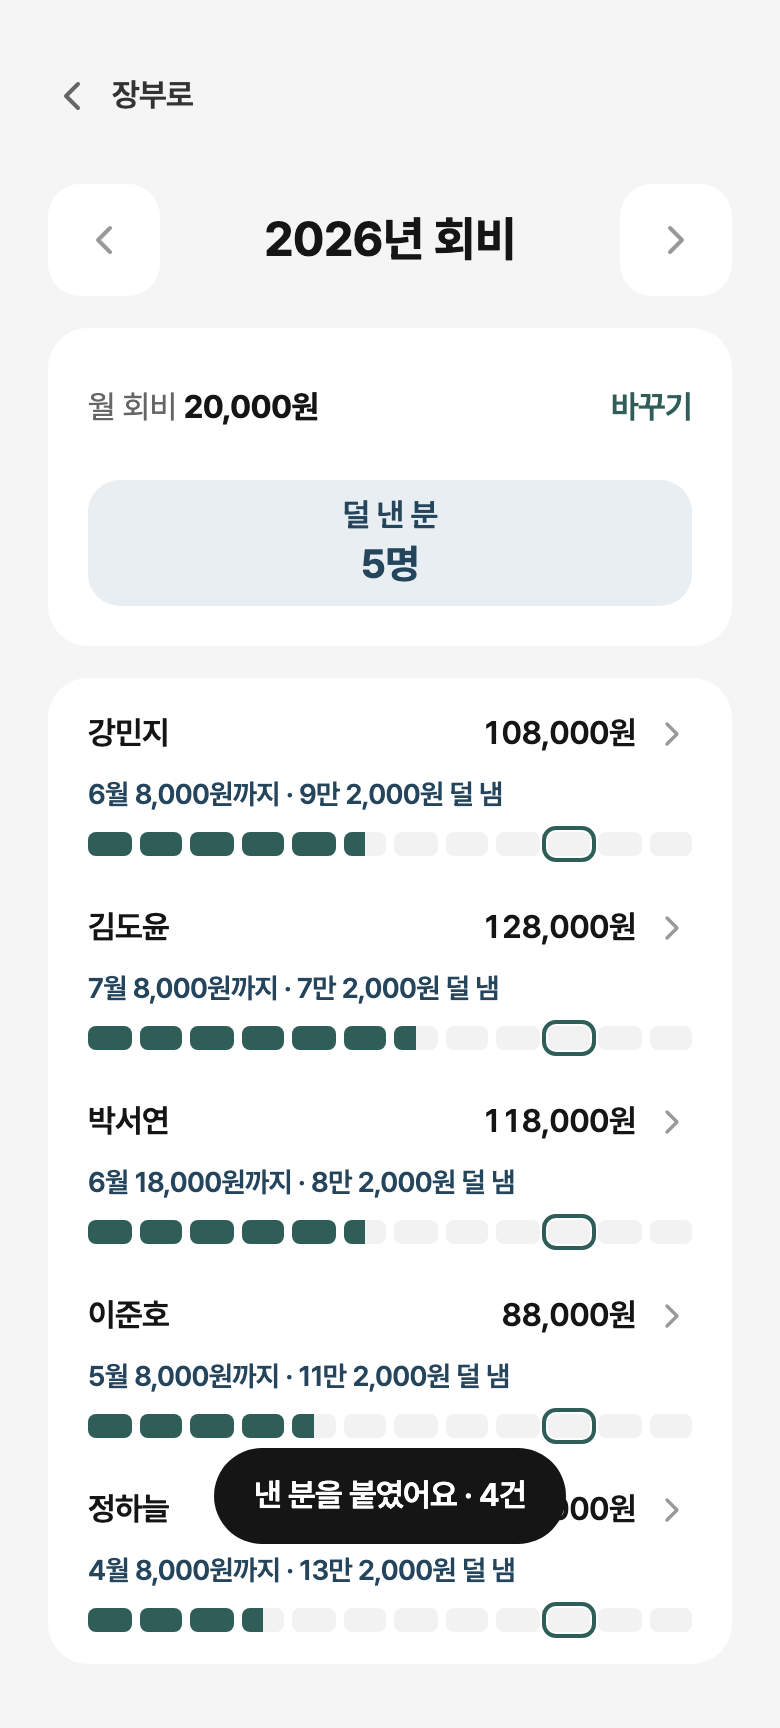 장부로
2026년 회비
월 회비 20,000원 바꾸기
덜 낸 분
5명
강민지 108,000원
6월 8,000원까지 · 9만 2,000원 덜 냄
김도윤 128,000원
7월 8,000원까지 · 7만 2,000원 덜 냄
박서연 118,000원
6월 18,000원까지 · 8만 2,000원 덜 냄
이준호 88,000원
5월 8,000원까지 · 11만 2,000원 덜 냄
낸 분을 붙였어요 · 4건
정하늘
4월 8,000원까지 · 13만 2,000원 덜 냄